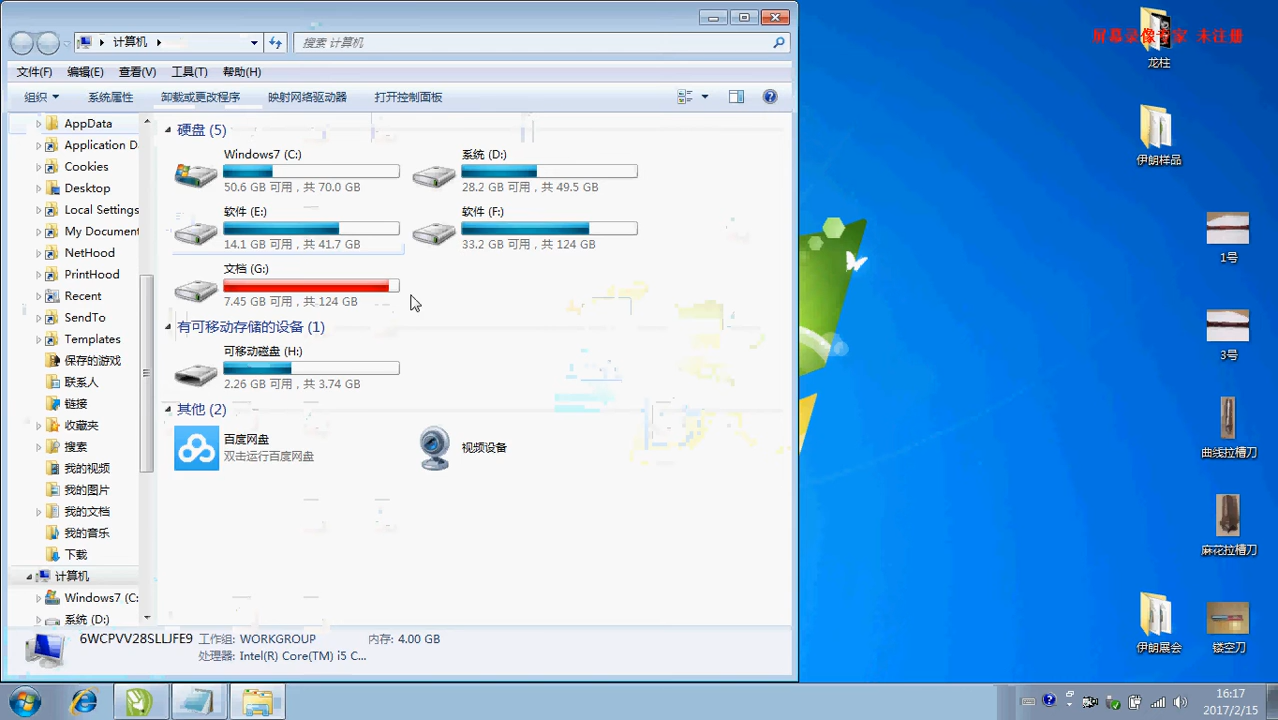 计算机
搜索 计算机
文件(F) 编辑(E) 查看(V) 工具(T) 帮助(H)
组织 系统属性 卸载或更改程序 映射网络驱动器 打开控制面板
AppData
Application D
Cookies
Desktop
Local Settings
My Document
NetHood
PrintHood
Recent
SendTo
Templates
保存的游戏
联系人
链接
收藏夹
搜索
我的视频
我的图片
我的文档
我的音乐
下载
计算机
Windows7 (C:
系统 (D:)
硬盘 (5)
Windows7 (C:)
50.6 GB 可用，共 70.0 GB
系统 (D:)
28.2 GB 可用，共 49.5 GB
软件 (E:)
14.1 GB 可用，共 41.7 GB
软件 (F:)
33.2 GB 可用，共 124 GB
文档 (G:)
7.45 GB 可用，共 124 GB
有可移动存储的设备 (1)
可移动磁盘 (H:)
2.26 GB 可用，共 3.74 GB
其他 (2)
百度网盘
双击运行百度网盘
视频设备
6WCPVV28SLLJFE9 工作组: WORKGROUP 内存: 4.00 GB
处理器: Intel(R) Core(TM) i5 C...
屏幕录像专家 未注册
龙柱
伊朗样品
1号
3号
曲线拉槽刀
麻花拉槽刀
伊朗展会
镂空刀
16:17
2017/2/15